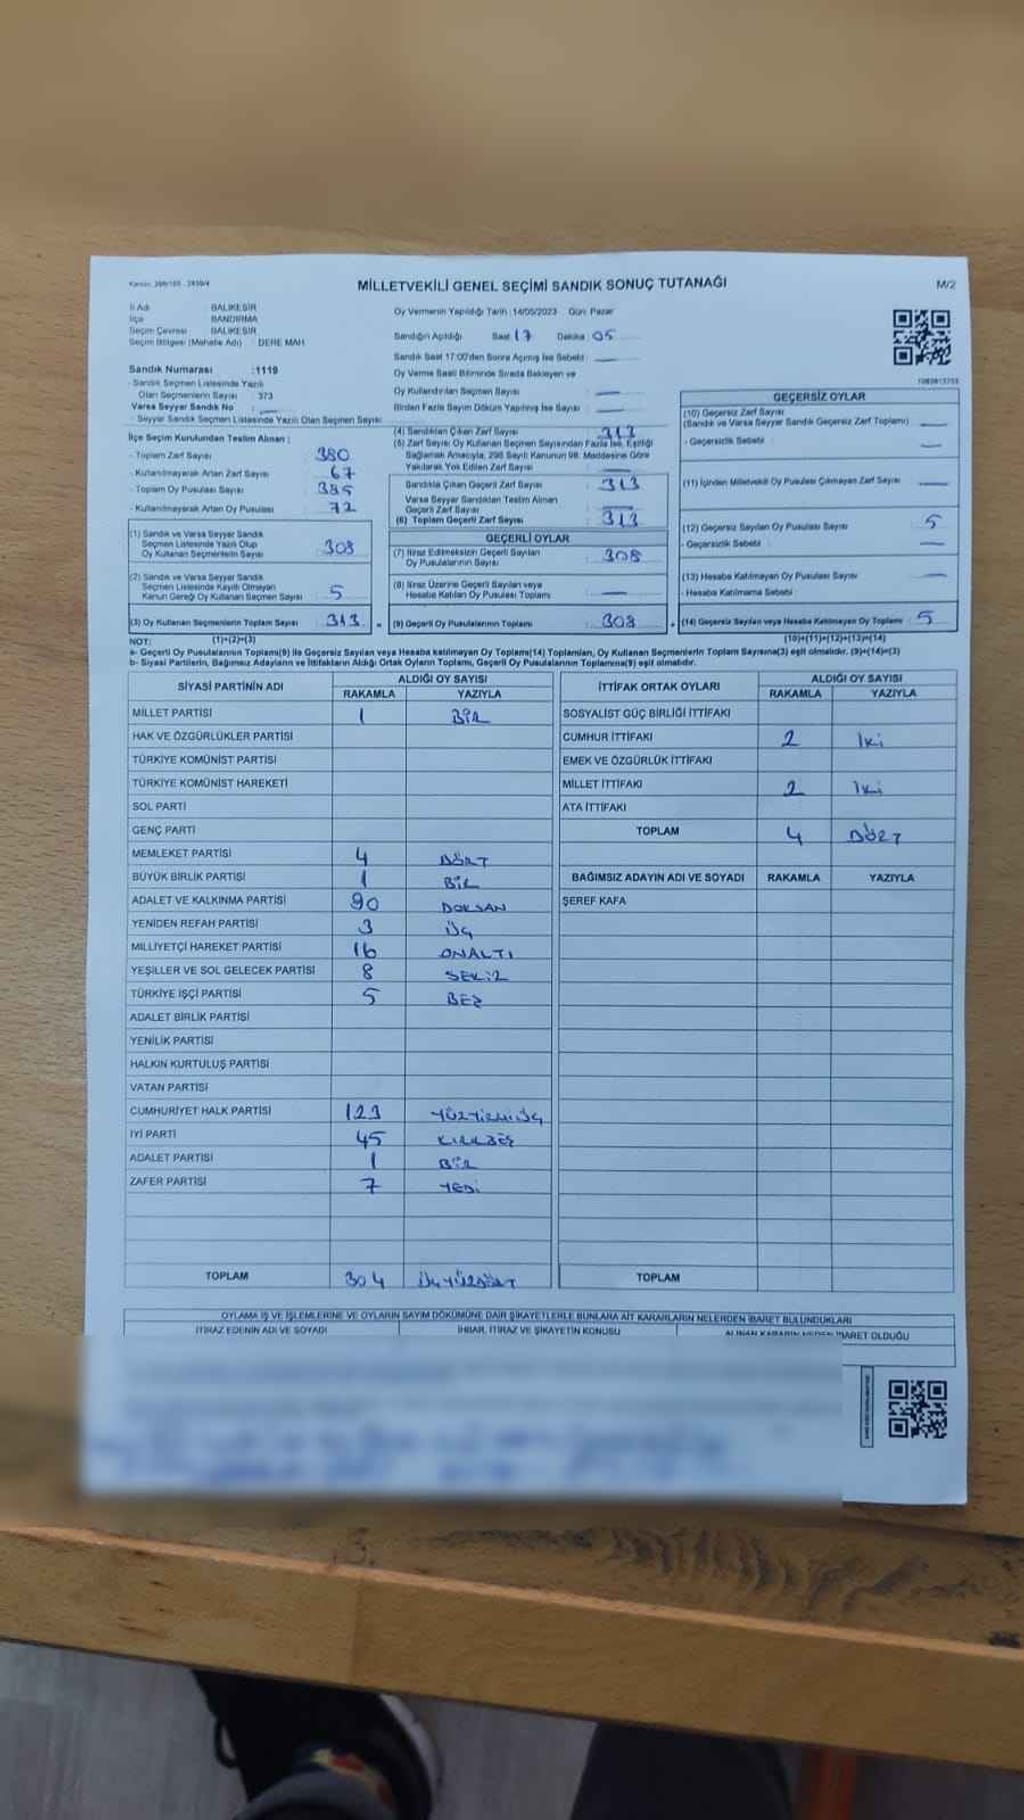 MİLLETVEKİLİ GENEL SEÇİMİ SANDIK SONUÇ TUTANAĞI
M/2
İl Adı BALIKESİR
İlçe BANDIRMA
Seçim Çevresi BALIKESİR
Seçim Bölgesi (Mahalle Adı) DERE MAH.
Sandık Numarası :1119
- Sandık Seçmen Listesinde Yazılı
Olan Seçmenlerin Sayısı 373
Varsa Seyyar Sandık No
- Seyyar Sandık Seçmen Listesinde Yazılı Olan Seçmen Sayısı
İlçe Seçim Kurulundan Teslim Alınan :
- Toplam Zarf Sayısı 380
- Kullanılmayarak Artan Zarf Sayısı 67
- Toplam Oy Pusulası Sayısı 385
- Kullanılmayarak Artan Oy Pusulası 72
(1) Sandık ve Varsa Seyyar Sandık
Seçmen Listesinde Yazılı Olup
Oy Kullanan Seçmenlerin Sayısı 308
(2) Sandık ve Varsa Seyyar Sandık
Seçmen Listesinde Kayıtlı Olmayan
Kanun Gereği Oy Kullanan Seçmen Sayısı 5
(3) Oy Kullanan Seçmenlerin Toplam Sayısı 313 =
Oy Vermenin Yapıldığı Tarih :14/05/2023 Gün: Pazar
Sandığın Açıldığı Saat 17 Dakika 05
Sandık Saat 17:00'den Sonra Açılmış İse Sebebi
Oy Verme Saati Bitiminde Sırada Bekleyen ve
Oy Kullandırılan Seçmen Sayısı
Birden Fazla Sayım Döküm Yapılmış İse Sayısı
(4) Sandıktan Çıkan Zarf Sayısı 313
(5) Zarf Sayısı Oy Kullanan Seçmen Sayısından Fazla İse, Eşitliği
Sağlamak Amacıyla, 298 Sayılı Kanunun 98. Maddesine Göre
Yakılarak Yok Edilen Zarf Sayısı
Sandıkta Çıkan Geçerli Zarf Sayısı 313
Varsa Seyyar Sandıktan Teslim Alınan
Geçerli Zarf Sayısı
(6) Toplam Geçerli Zarf Sayısı 313
GEÇERLİ OYLAR
(7) İtiraz Edilmeksizin Geçerli Sayılan
Oy Pusulalarının Sayısı 308
(8) İtiraz Üzerine Geçerli Sayılan veya
Hesaba Katılan Oy Pusulası Toplamı
(9) Geçerli Oy Pusulalarının Toplamı 308 +
GEÇERSİZ OYLAR
(10) Geçersiz Zarf Sayısı
(Sandık ve Varsa Seyyar Sandık Geçersiz Zarf Toplamı)
- Geçersizlik Sebebi
(11) İçinden Milletvekili Oy Pusulası Çıkmayan Zarf Sayısı
(12) Geçersiz Sayılan Oy Pusulası Sayısı 5
- Geçersizlik Sebebi
(13) Hesaba Katılmayan Oy Pusulası Sayısı
- Hesaba Katılmama Sebebi
(14) Geçersiz Sayılan veya Hesaba Katılmayan Oy Toplamı 5
NOT: (1)+(2)=(3) (10)+(11)+(12)+(13)=(14)
a- Geçerli Oy Pusulalarının Toplamı(9) ile Geçersiz Sayılan veya Hesaba katılmayan Oy Toplamı(14) Toplamları, Oy Kullanan Seçmenlerin Toplam Sayısına(3) eşit olmalıdır. (9)+(14)=(3)
b- Siyasi Partilerin, Bağımsız Adayların ve İttifakların Aldığı Ortak Oyların Toplamı, Geçerli Oy Pusulalarının Toplamına(9) eşit olmalıdır.
SİYASİ PARTİNİN ADI ALDIĞI OY SAYISI
RAKAMLA YAZIYLA
MİLLET PARTİSİ 1 BİR
HAK VE ÖZGÜRLÜKLER PARTİSİ
TÜRKİYE KOMÜNİST PARTİSİ
TÜRKİYE KOMÜNİST HAREKETİ
SOL PARTİ
GENÇ PARTİ
MEMLEKET PARTİSİ 4 DÖRT
BÜYÜK BİRLİK PARTİSİ 1 BİR
ADALET VE KALKINMA PARTİSİ 90 DOKSAN
YENİDEN REFAH PARTİSİ 3 ÜÇ
MİLLİYETÇİ HAREKET PARTİSİ 16 ONALTI
YEŞİLLER VE SOL GELECEK PARTİSİ 8 SEKİZ
TÜRKİYE İŞÇİ PARTİSİ 5 BEŞ
ADALET BİRLİK PARTİSİ
YENİLİK PARTİSİ
HALKIN KURTULUŞ PARTİSİ
VATAN PARTİSİ
CUMHURİYET HALK PARTİSİ 123 YÜZYİRMİÜÇ
İYİ PARTİ 45 KIRKBEŞ
ADALET PARTİSİ 1 BİR
ZAFER PARTİSİ 7 YEDİ
TOPLAM 304 ÜÇYÜZDÖRT
İTTİFAK ORTAK OYLARI ALDIĞI OY SAYISI
RAKAMLA YAZIYLA
SOSYALİST GÜÇ BİRLİĞİ İTTİFAKI
CUMHUR İTTİFAKI 2 İki
EMEK VE ÖZGÜRLÜK İTTİFAKI
MİLLET İTTİFAKI 2 İki
ATA İTTİFAKI
TOPLAM 4 DÖRT
BAĞIMSIZ ADAYIN ADI VE SOYADI RAKAMLA YAZIYLA
ŞEREF KAFA
TOPLAM
OYLAMA İŞ VE İŞLEMLERİNE VE OYLARIN SAYIM DÖKÜMÜNE DAİR ŞİKAYETLERLE BUNLARA AİT KARARLARIN NELERDEN İBARET BULUNDUKLARI
İTİRAZ EDENİN ADI VE SOYADI İHBAR, İTİRAZ VE ŞİKAYETİN KONUSU ALINAN KARARIN NEDEN İBARET OLDUĞU